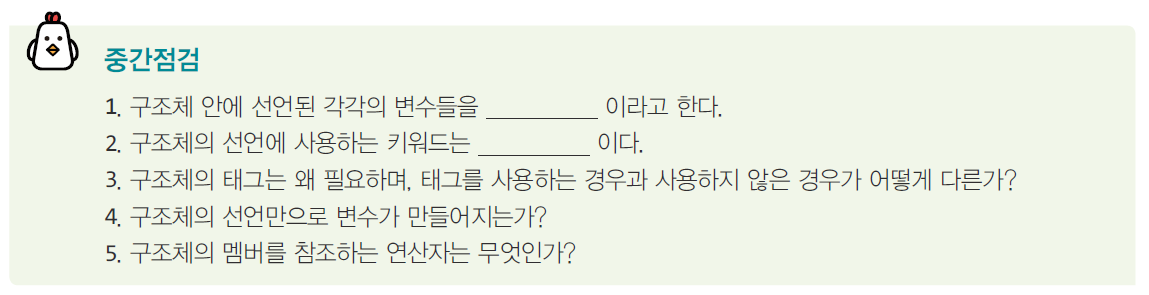 중간점검
1. 구조체 안에 선언된 각각의 변수들을 __________ 이라고 한다.
2. 구조체의 선언에 사용하는 키워드는 __________ 이다.
3. 구조체의 태그는 왜 필요하며, 태그를 사용하는 경우과 사용하지 않은 경우가 어떻게 다른가?
4. 구조체의 선언만으로 변수가 만들어지는가?
5. 구조체의 멤버를 참조하는 연산자는 무엇인가?